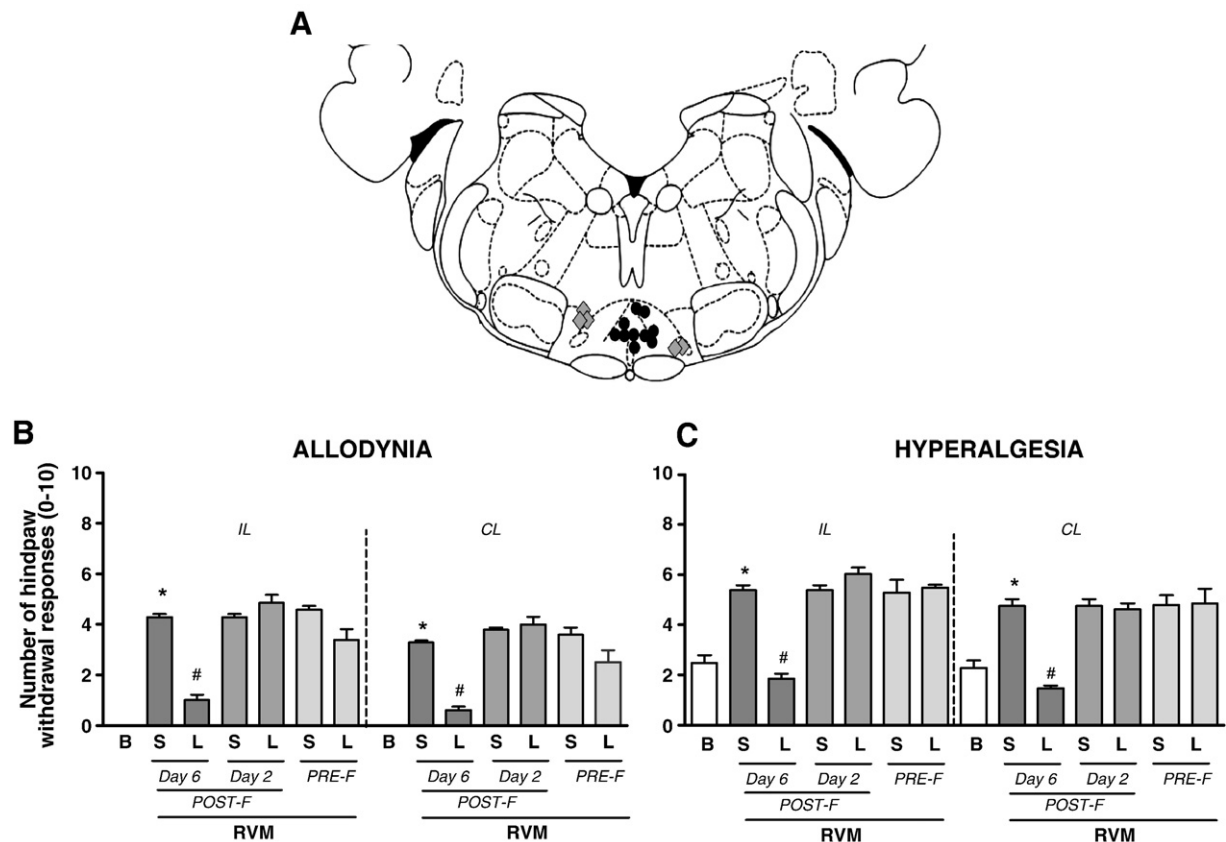 A
B
ALLODYNIA
Number of hindpaw
withdrawal responses (0-10)
10
8
6
4
2
0
IL
CL
*
#
*
#
B S L S L S L B S L S L S L
Day 6 Day 2 PRE-F Day 6 Day 2 PRE-F
POST-F POST-F
RVM RVM
C
HYPERALGESIA
10
8
6
4
2
0
IL
CL
*
#
*
#
B S L S L S L B S L S L S L
Day 6 Day 2 PRE-F Day 6 Day 2 PRE-F
POST-F POST-F
RVM RVM